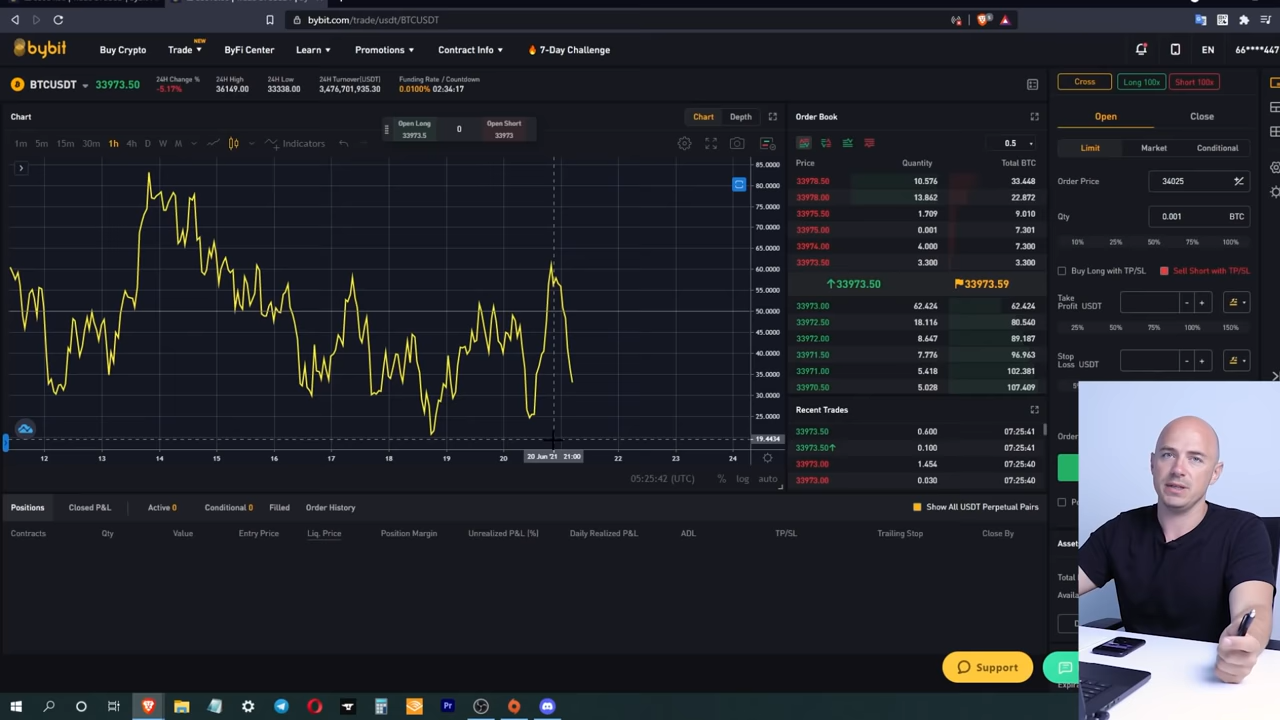 bybit.com/trade/usdt/BTCUSDT
bybit Buy Crypto Trade NEW ByFi Center Learn Promotions Contract Info 7-Day Challenge EN 66****447
BTCUSDT 33973.50
24H Change % -5.17%
24H High 36149.00
24H Low 33338.00
24H Turnover(USDT) 3,476,701,935.30
Funding Rate / Countdown 0.0100% 02:34:17
Chart
Open Long 33973.5 0 Open Short 33973
Chart Depth
1m 5m 15m 30m 1h 4h D W M Indicators
85.0000
80.0000
75.0000
70.0000
65.0000
60.0000
55.0000
50.0000
45.0000
40.0000
35.0000
30.0000
25.0000
19.4434
12 13 14 15 16 17 18 19 20 20 Jun '21 21:00 22 23 24
05:25:42 (UTC) % log auto
Order Book
0.5
Price Quantity Total BTC
33978.50 10.576 33.448
33978.00 13.862 22.872
33975.50 1.709 9.010
33975.00 0.001 7.301
33974.00 4.000 7.300
33973.50 3.300 3.300
33973.50 33973.59
33973.00 62.424 62.424
33972.50 18.116 80.540
33972.00 8.647 89.187
33971.50 7.776 96.963
33971.00 5.418 102.381
33970.50 5.028 107.409
Recent Trades
33973.50 0.600 07:25:41
33973.50 0.100 07:25:41
33973.00 1.454 07:25:40
33973.00 0.030 07:25:40
Cross Long 100x Short 100x
Open Close
Limit Market Conditional
Order Price 34025
Qty 0.001 BTC
10% 25% 50% 75% 100%
Buy Long with TP/SL Sell Short with TP/SL
Take Profit USDT - +
25% 50% 75% 100% 150%
Stop Loss USDT - +
Positions Closed P&L Active 0 Conditional 0 Filled Order History
Show All USDT Perpetual Pairs
Contracts Qty Value Entry Price Liq. Price Position Margin Unrealized P&L (%) Daily Realized P&L ADL TP/SL Trailing Stop Close By
Support